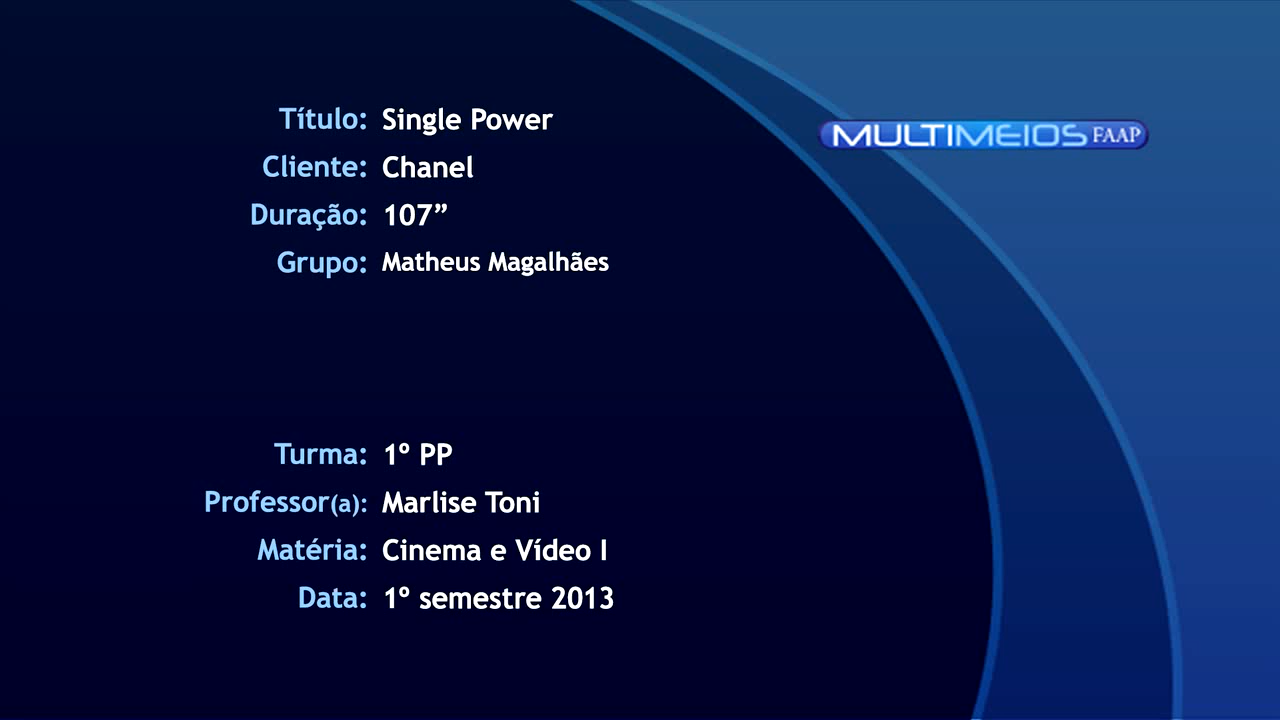 Título: Single Power
Cliente: Chanel
Duração: 107”
Grupo: Matheus Magalhães
Turma: 1º PP
Professor(a): Marlise Toni
Matéria: Cinema e Vídeo I
Data: 1º semestre 2013
MULTIMEIOS FAAP